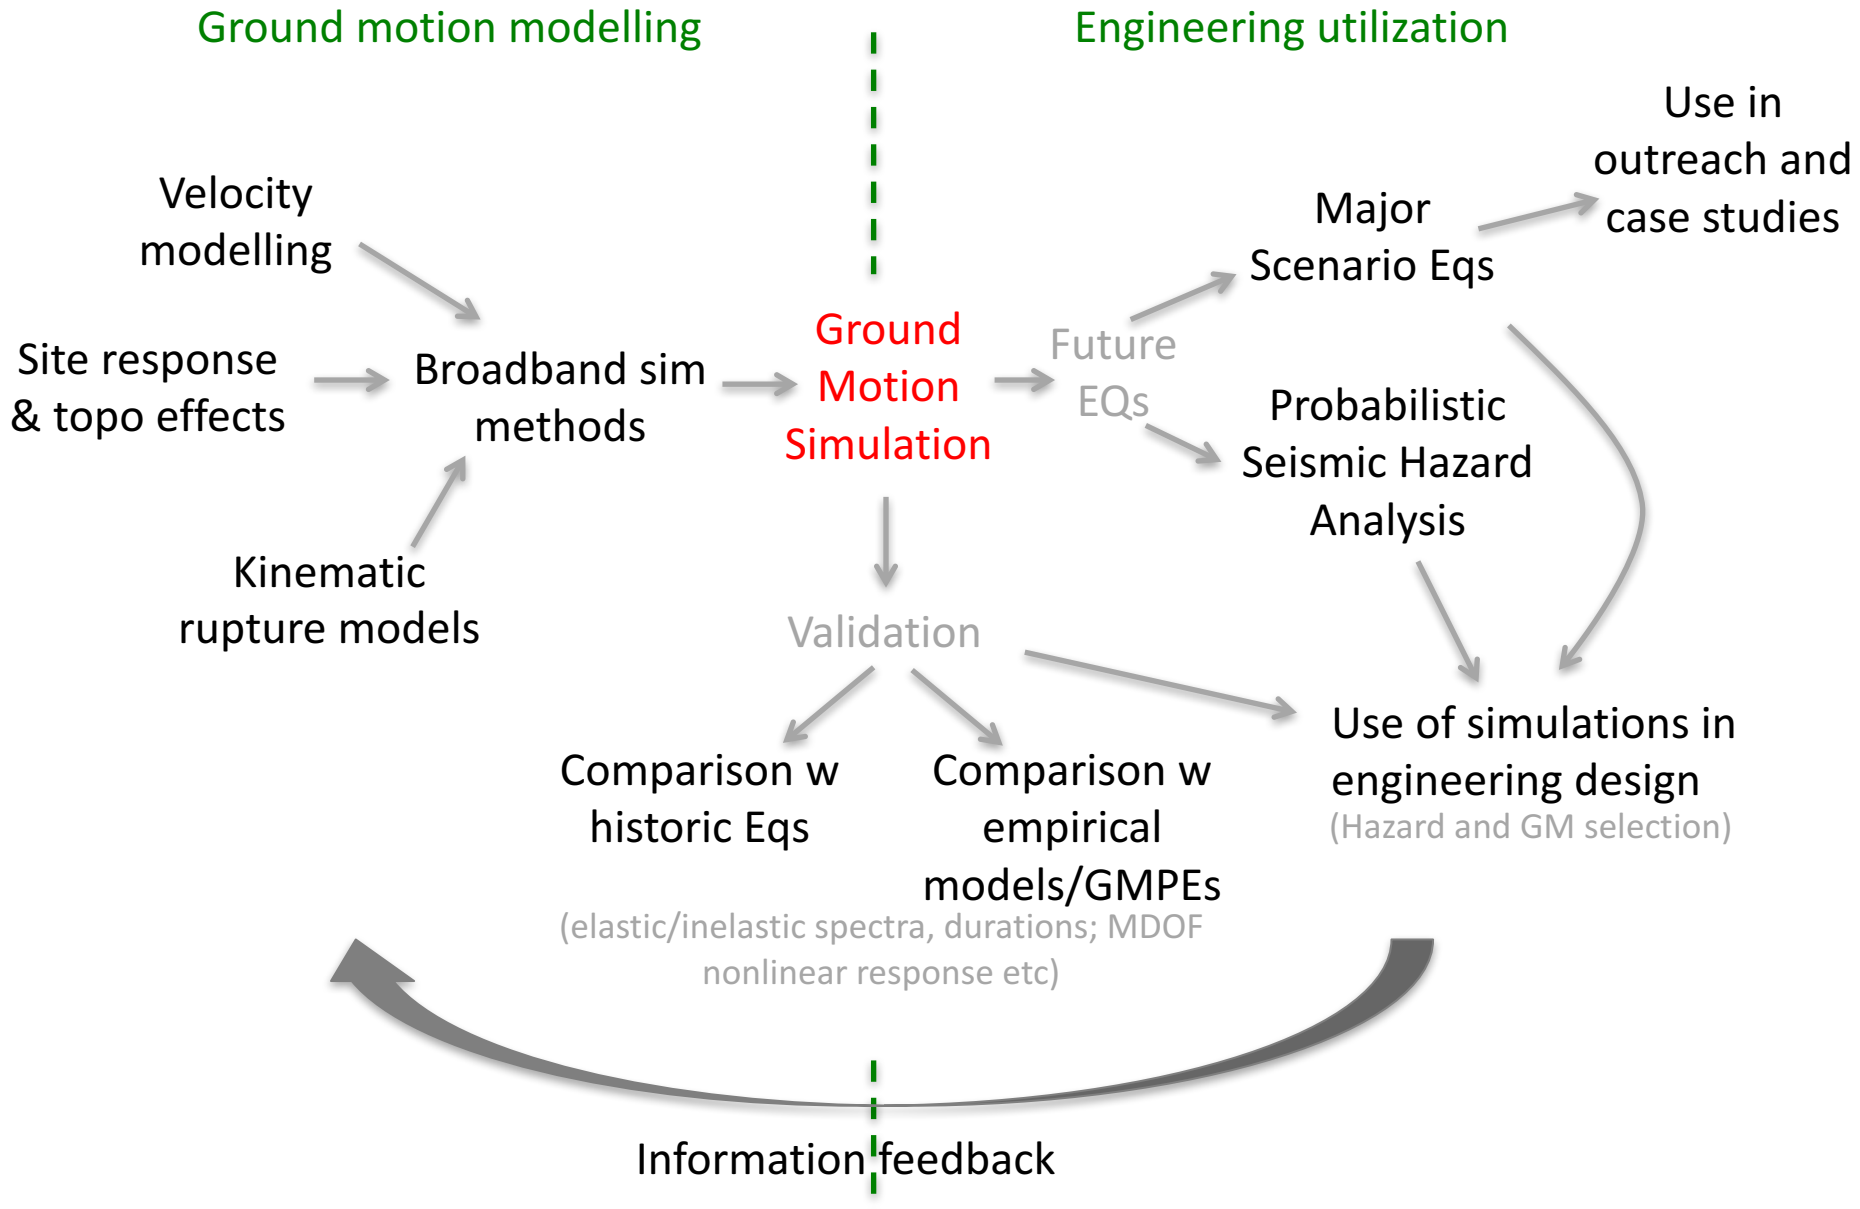 Ground motion modelling
Engineering utilization
Use in
outreach and
case studies
Velocity
modelling
Major
Scenario Eqs
Site response
& topo effects
Broadband sim
methods
Ground
Motion
Simulation
Future
EQs
Probabilistic
Seismic Hazard
Analysis
Kinematic
rupture models
Validation
Comparison w
historic Eqs
Comparison w
empirical
models/GMPEs
(elastic/inelastic spectra, durations; MDOF
nonlinear response etc)
Use of simulations in
engineering design
(Hazard and GM selection)
Information feedback